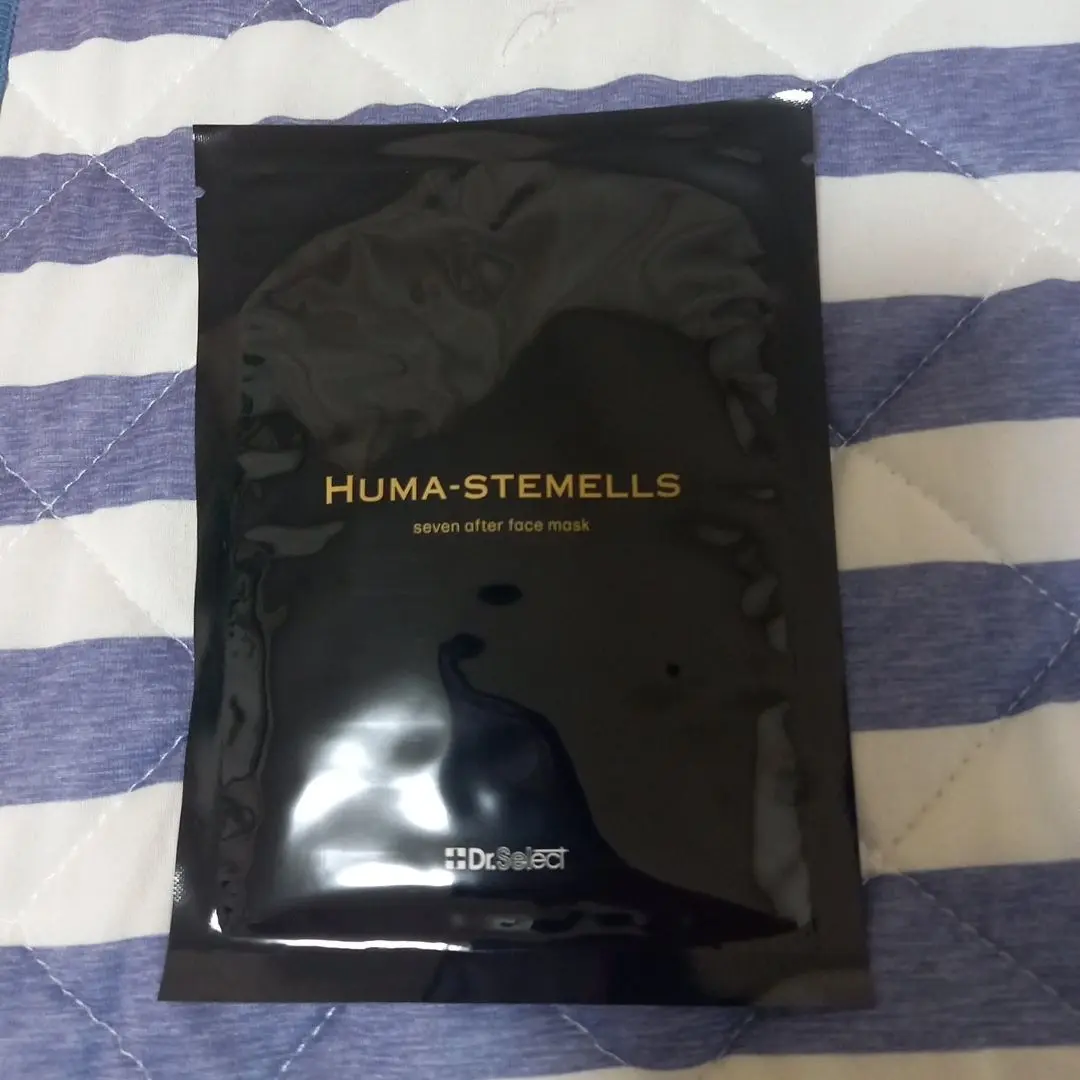 HUMA-STEMELLS
seven after face mask
Dr.Select